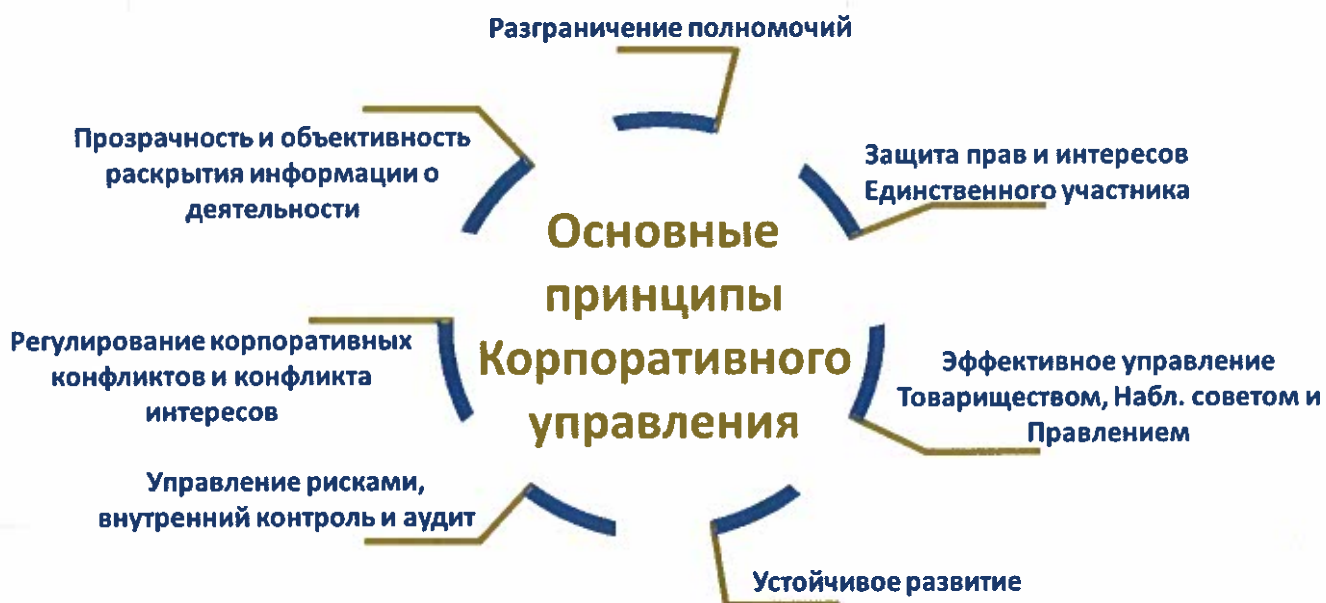 Разграничение полномочий
Прозрачность и объективность
раскрытия информации о
деятельности
Защита прав и интересов
Единственного участника
Основные
принципы
Корпоративного
управления
Регулирование корпоративных
конфликтов и конфликта
интересов
Эффективное управление
Товариществом, Набл. советом и
Правлением
Управление рисками,
внутренний контроль и аудит
Устойчивое развитие